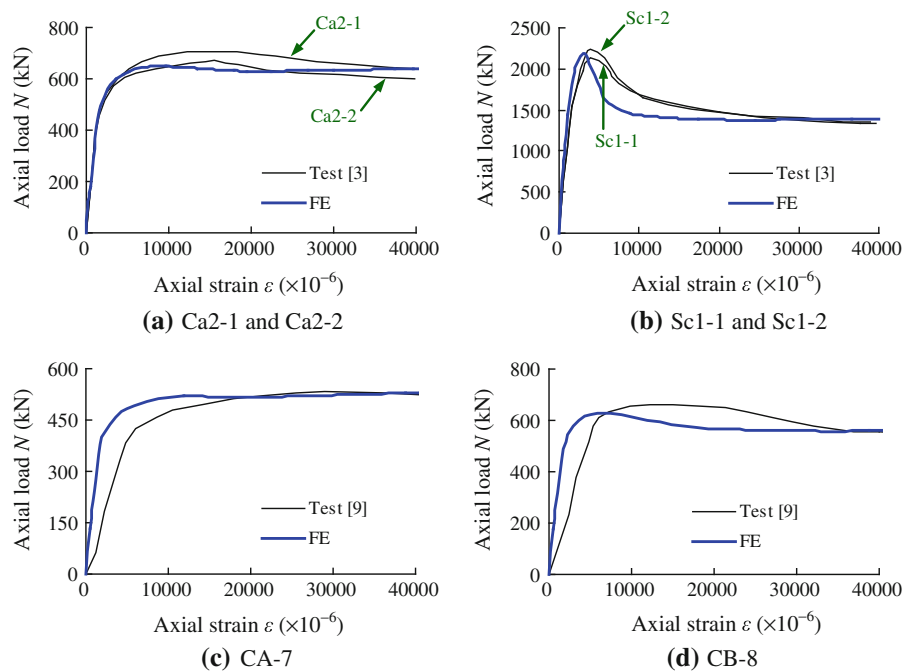 800
600
400
200
0
Axial load N (kN)
Ca2-1
Ca2-2
Test [3]
FE
0 10000 20000 30000 40000
Axial strain ε (×10⁻⁶)
(a) Ca2-1 and Ca2-2
2500
2000
1500
1000
500
0
Axial load N (kN)
Sc1-2
Sc1-1
Test [3]
FE
0 10000 20000 30000 40000
Axial strain ε (×10⁻⁶)
(b) Sc1-1 and Sc1-2
600
450
300
150
0
Axial load N (kN)
Test [9]
FE
0 10000 20000 30000 40000
Axial strain ε (×10⁻⁶)
(c) CA-7
800
600
400
200
0
Axial load N (kN)
Test [9]
FE
0 10000 20000 30000 40000
Axial strain ε (×10⁻⁶)
(d) CB-8